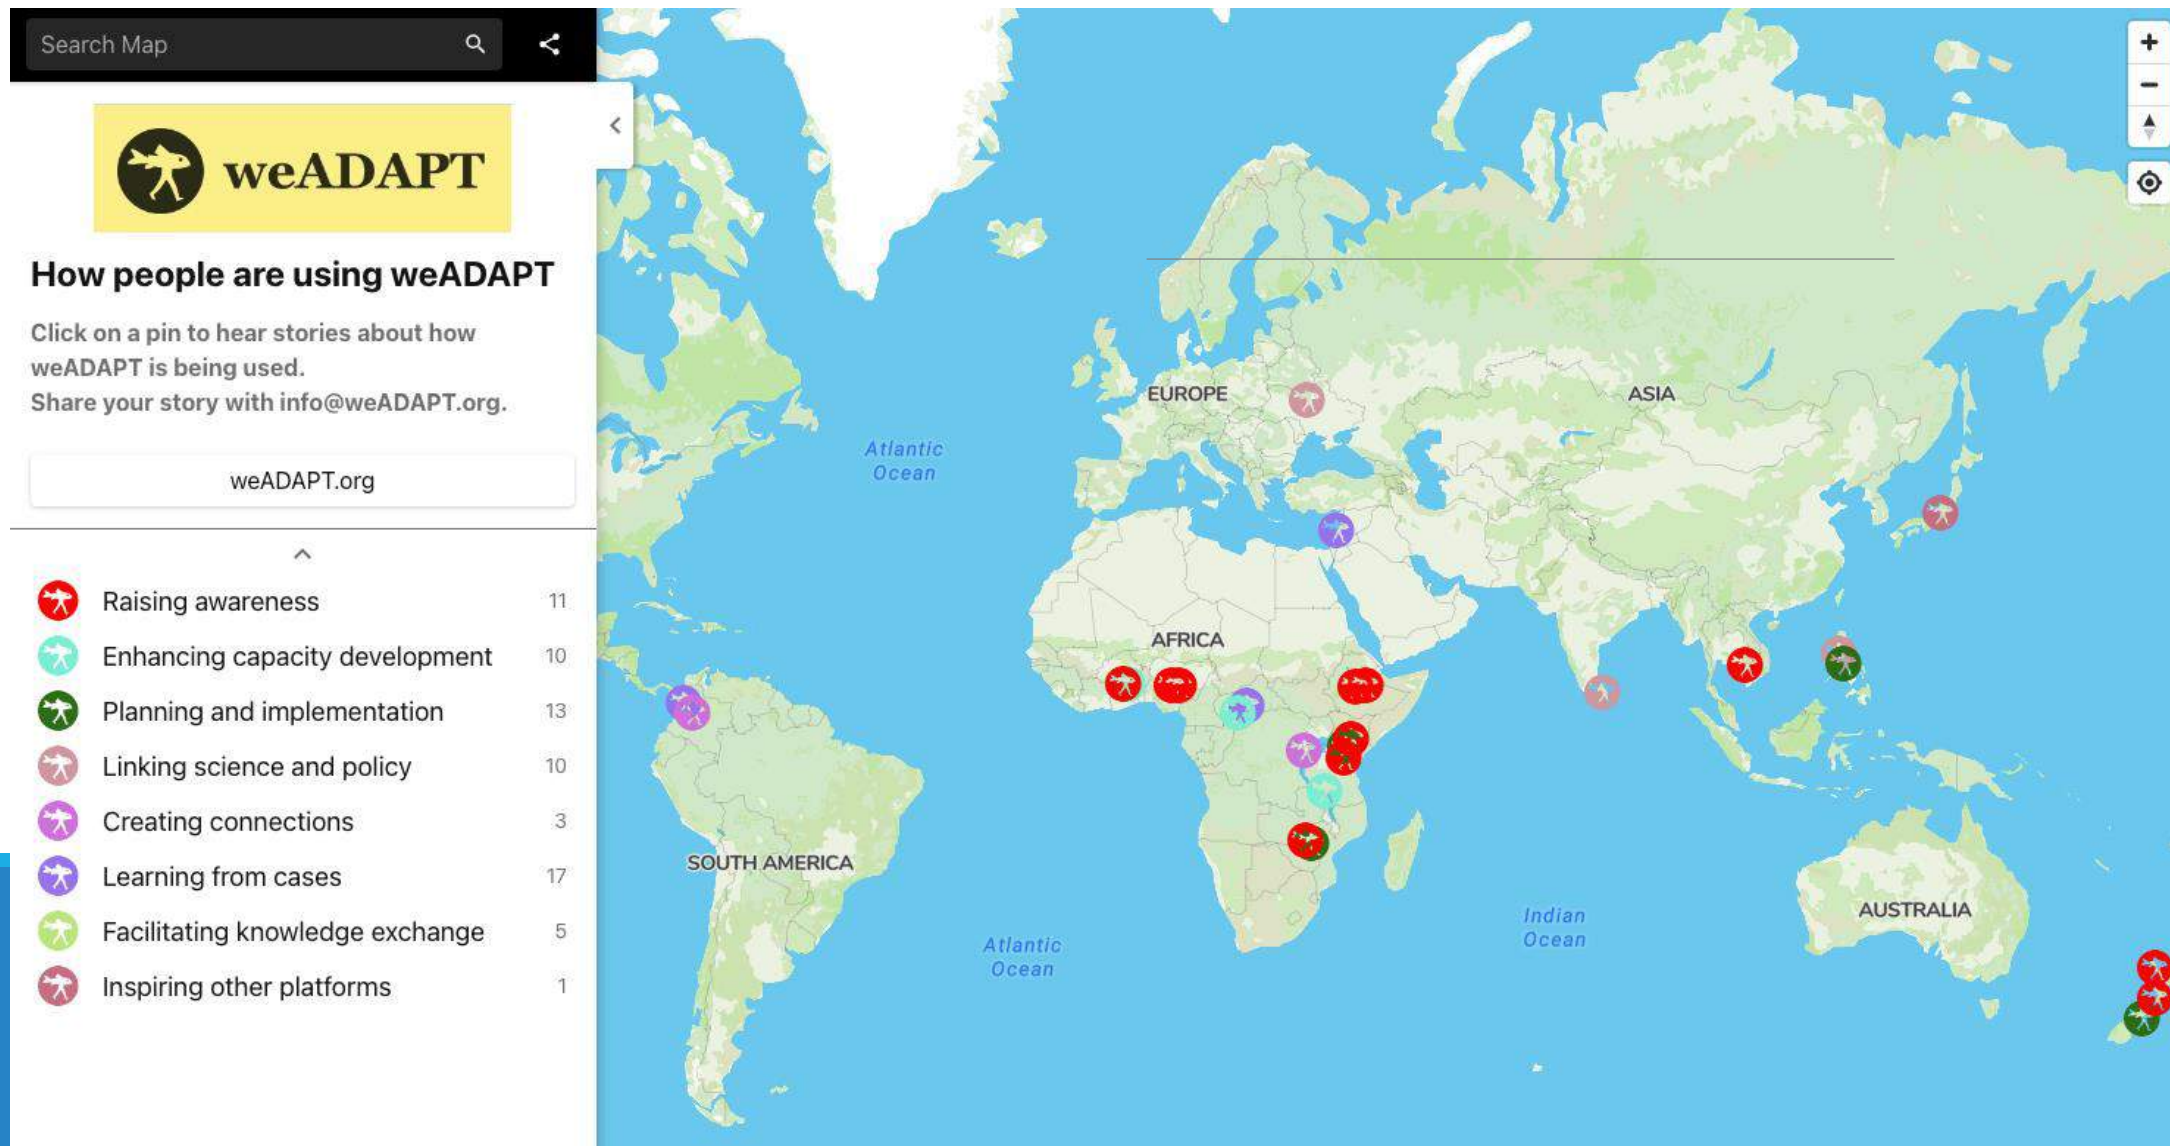 Search Map
weADAPT
How people are using weADAPT
Click on a pin to hear stories about how
weADAPT is being used.
Share your story with info@weADAPT.org.
weADAPT.org
Raising awareness 11
Enhancing capacity development 10
Planning and implementation 13
Linking science and policy 10
Creating connections 3
Learning from cases 17
Facilitating knowledge exchange 5
Inspiring other platforms 1
EUROPE
ASIA
Atlantic
Ocean
AFRICA
SOUTH AMERICA
AUSTRALIA
Indian
Ocean
Atlantic
Ocean